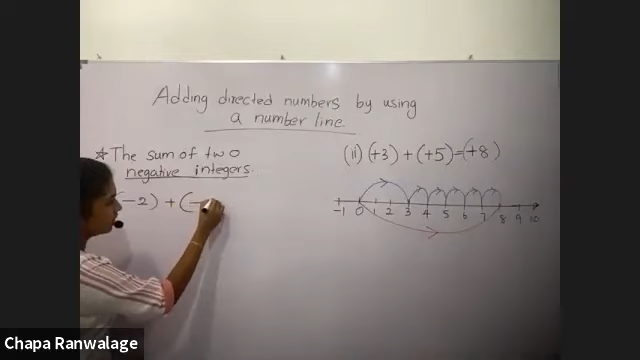 Adding directed numbers by using
a number line.
☆ The sum of two
negative integers.
(-2) + (-
(ii) (+3) + (+5) = (+8)
-1 0 1 2 3 4 5 6 7 8 9 10
Chapa Ranwalage